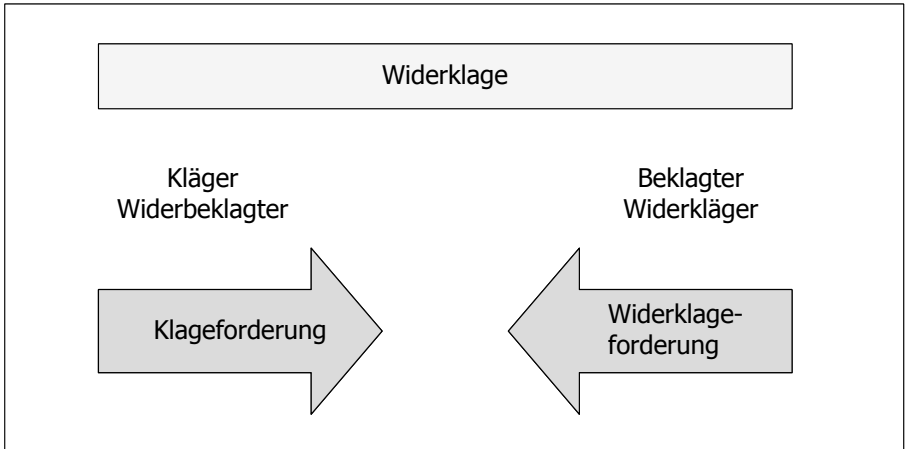 Widerklage
Kläger
Widerbeklagter
Beklagter
Widerkläger
Klageforderung
Widerklage-
forderung